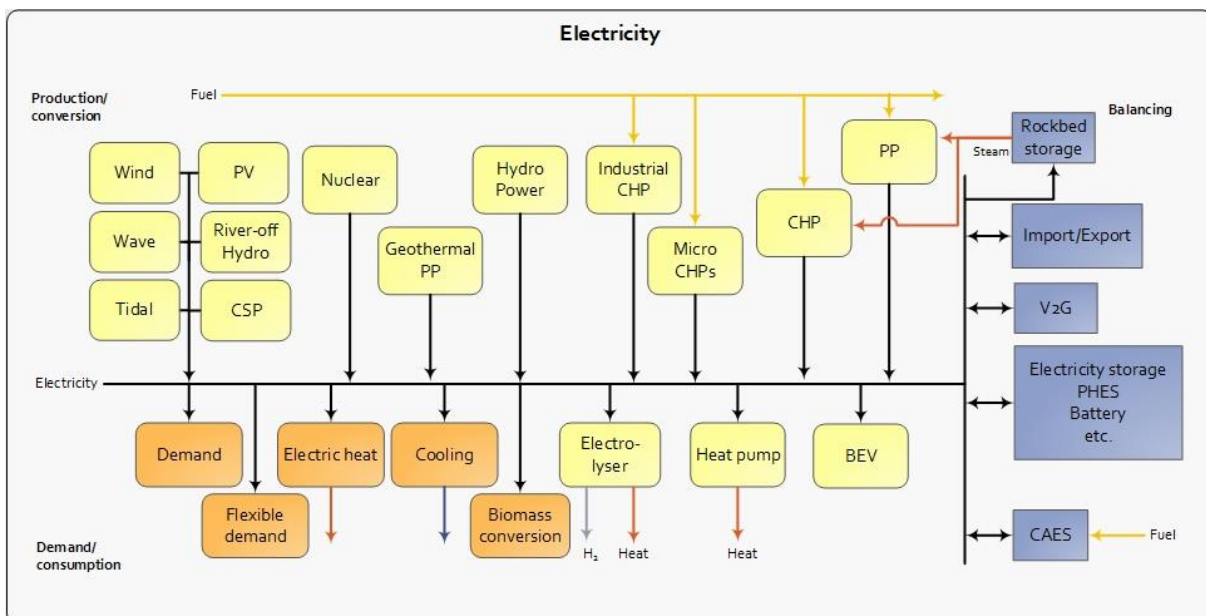 Electricity
Production/
conversion
Fuel
Balancing
Wind
PV
Nuclear
Hydro
Power
Industrial
CHP
PP
Steam
Rockbed
storage
Wave
River-off
Hydro
Geothermal
PP
Micro
CHPs
CHP
Import/Export
Tidal
CSP
V2G
Electricity
Electricity storage
PHES
Battery
etc.
Demand
Electric heat
Cooling
Electro-
lyser
Heat pump
BEV
Flexible
demand
Biomass
conversion
CAES
Fuel
Demand/
consumption
H₂
Heat
Heat